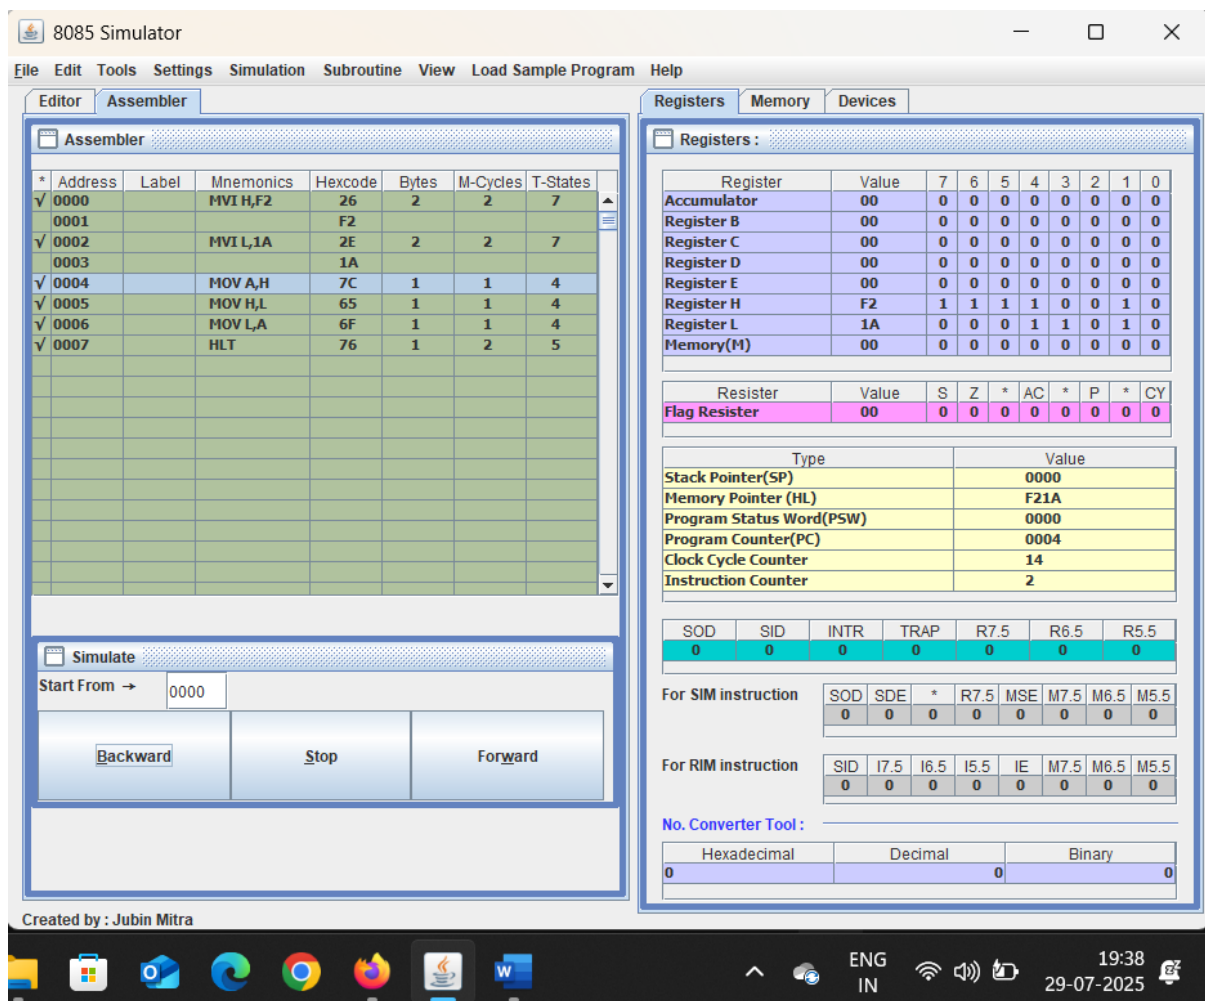 8085 Simulator
File Edit Tools Settings Simulation Subroutine View Load Sample Program Help
Editor Assembler
Assembler
* Address Label Mnemonics Hexcode Bytes M-Cycles T-States
√ 0000 MVI H,F2 26 2 2 7
0001 F2
√ 0002 MVI L,1A 2E 2 2 7
0003 1A
√ 0004 MOV A,H 7C 1 1 4
√ 0005 MOV H,L 65 1 1 4
√ 0006 MOV L,A 6F 1 1 4
√ 0007 HLT 76 1 2 5
Simulate
Start From → 0000
Backward Stop Forward
Created by : Jubin Mitra
Registers Memory Devices
Registers :
Register Value 7 6 5 4 3 2 1 0
Accumulator 00 0 0 0 0 0 0 0 0
Register B 00 0 0 0 0 0 0 0 0
Register C 00 0 0 0 0 0 0 0 0
Register D 00 0 0 0 0 0 0 0 0
Register E 00 0 0 0 0 0 0 0 0
Register H F2 1 1 1 1 0 0 1 0
Register L 1A 0 0 0 1 1 0 1 0
Memory(M) 00 0 0 0 0 0 0 0 0
Resister Value S Z * AC * P * CY
Flag Resister 00 0 0 0 0 0 0 0 0
Type Value
Stack Pointer(SP) 0000
Memory Pointer (HL) F21A
Program Status Word(PSW) 0000
Program Counter(PC) 0004
Clock Cycle Counter 14
Instruction Counter 2
SOD SID INTR TRAP R7.5 R6.5 R5.5
0 0 0 0 0 0 0
For SIM instruction SOD SDE * R7.5 MSE M7.5 M6.5 M5.5
0 0 0 0 0 0 0 0
For RIM instruction SID I7.5 I6.5 I5.5 IE M7.5 M6.5 M5.5
0 0 0 0 0 0 0 0
No. Converter Tool :
Hexadecimal Decimal Binary
0 0 0
ENG
IN
19:38
29-07-2025